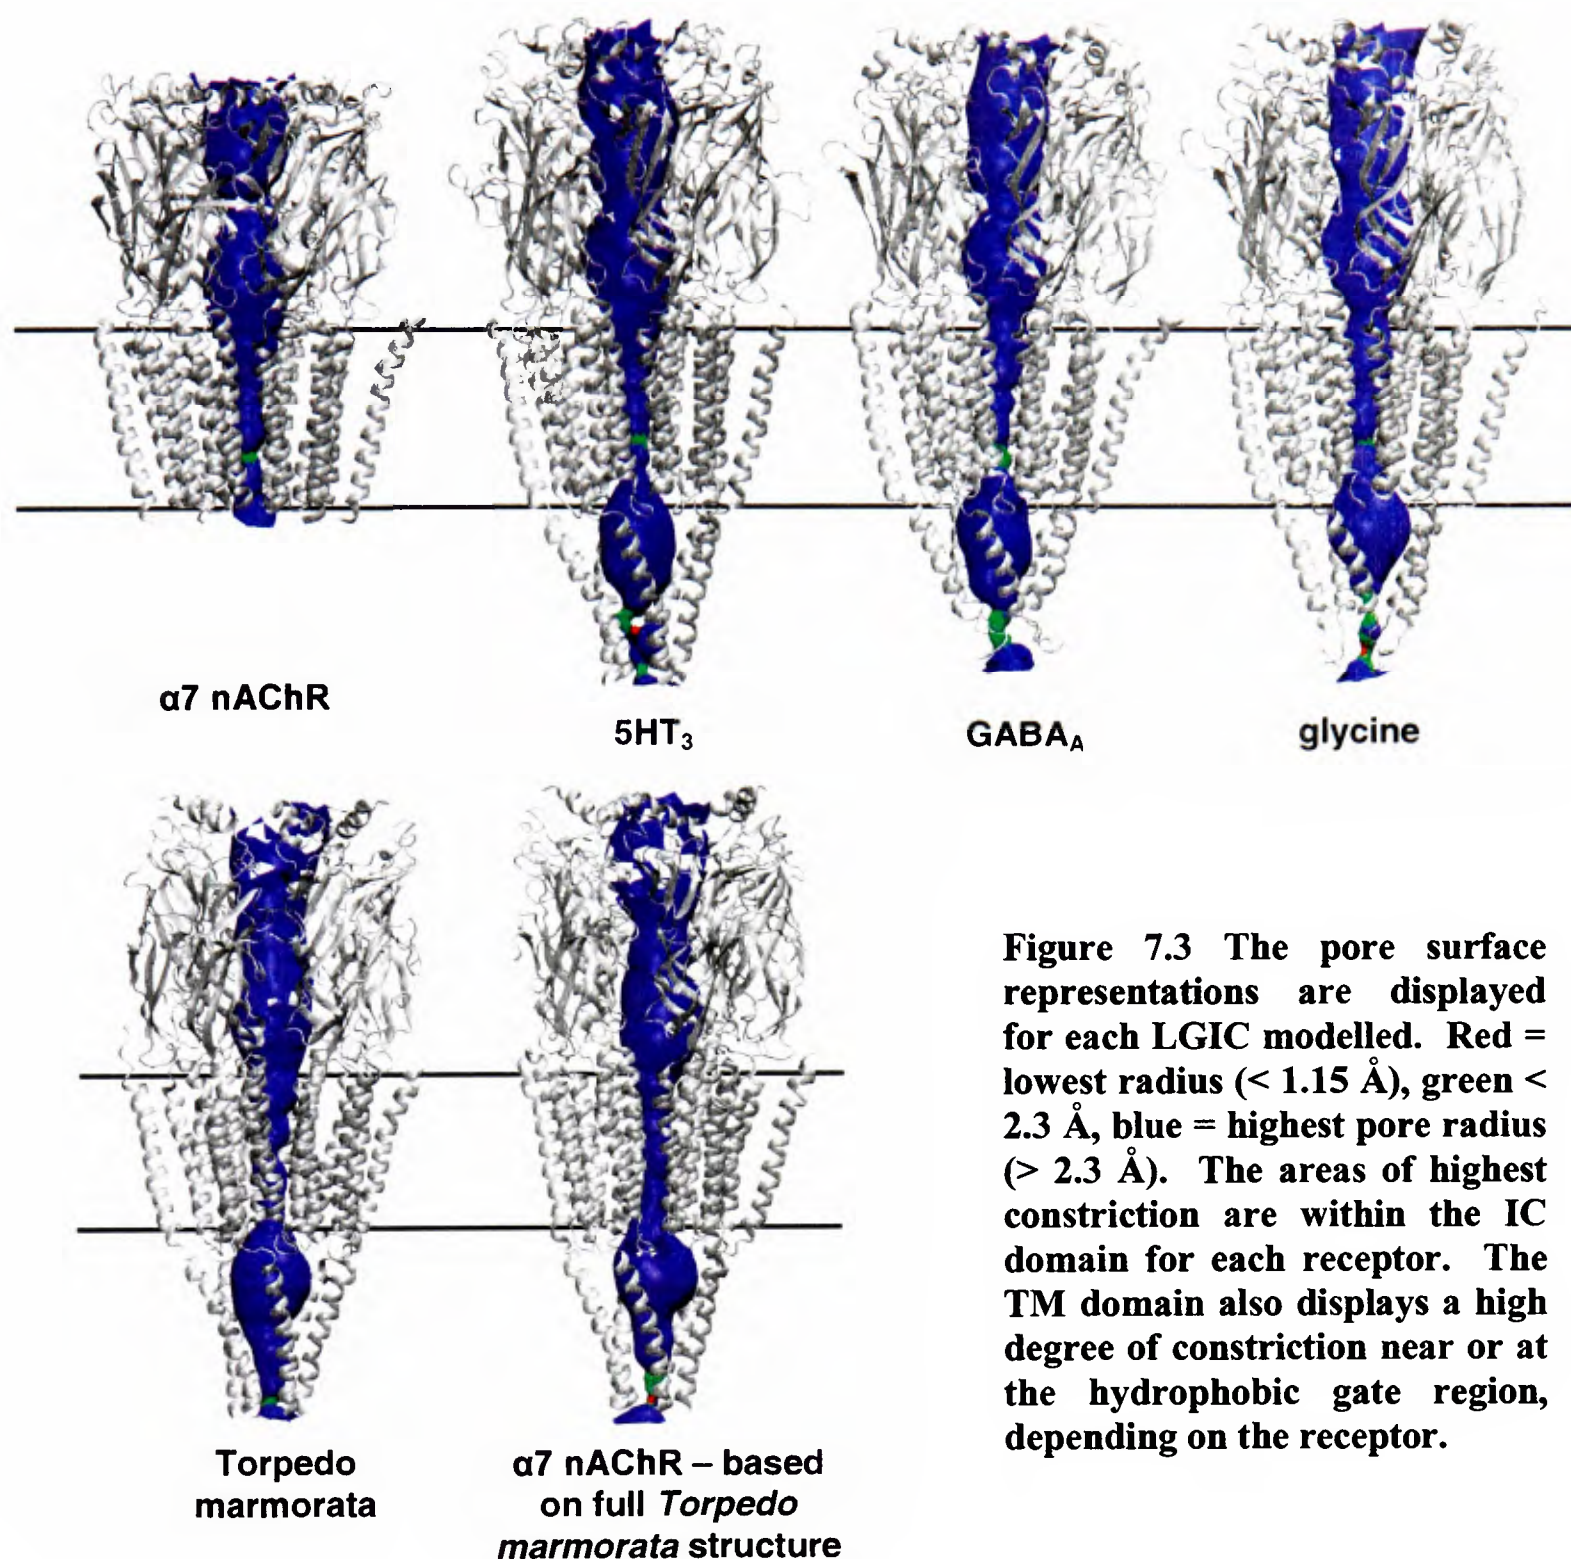 α7 nAChR
5HT₃
GABA_A
glycine
Torpedo
marmorata
α7 nAChR – based
on full Torpedo
marmorata structure
Figure 7.3 The pore surface
representations are displayed
for each LGIC modelled. Red =
lowest radius (< 1.15 Å), green <
2.3 Å, blue = highest pore radius
(> 2.3 Å). The areas of highest
constriction are within the IC
domain for each receptor. The
TM domain also displays a high
degree of constriction near or at
the hydrophobic gate region,
depending on the receptor.